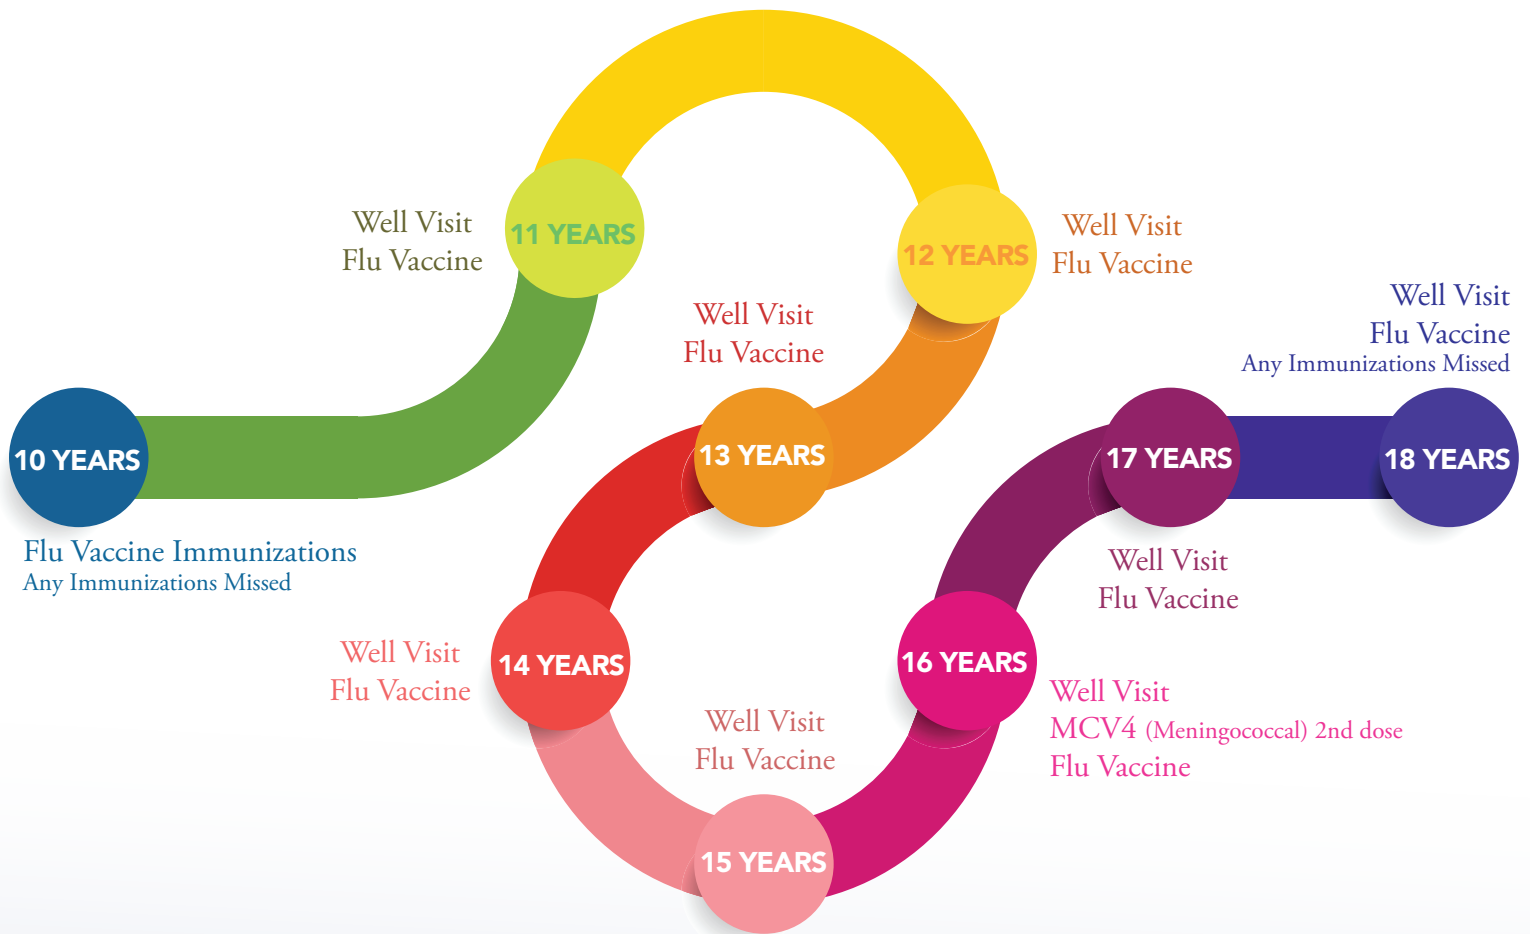 10 YEARS
Flu Vaccine Immunizations
Any Immunizations Missed
11 YEARS
Well Visit
Flu Vaccine
12 YEARS
Well Visit
Flu Vaccine
13 YEARS
Well Visit
Flu Vaccine
14 YEARS
Well Visit
Flu Vaccine
15 YEARS
Well Visit
Flu Vaccine
16 YEARS
Well Visit
MCV4 (Meningococcal) 2nd dose
Flu Vaccine
17 YEARS
Well Visit
Flu Vaccine
18 YEARS
Well Visit
Flu Vaccine
Any Immunizations Missed